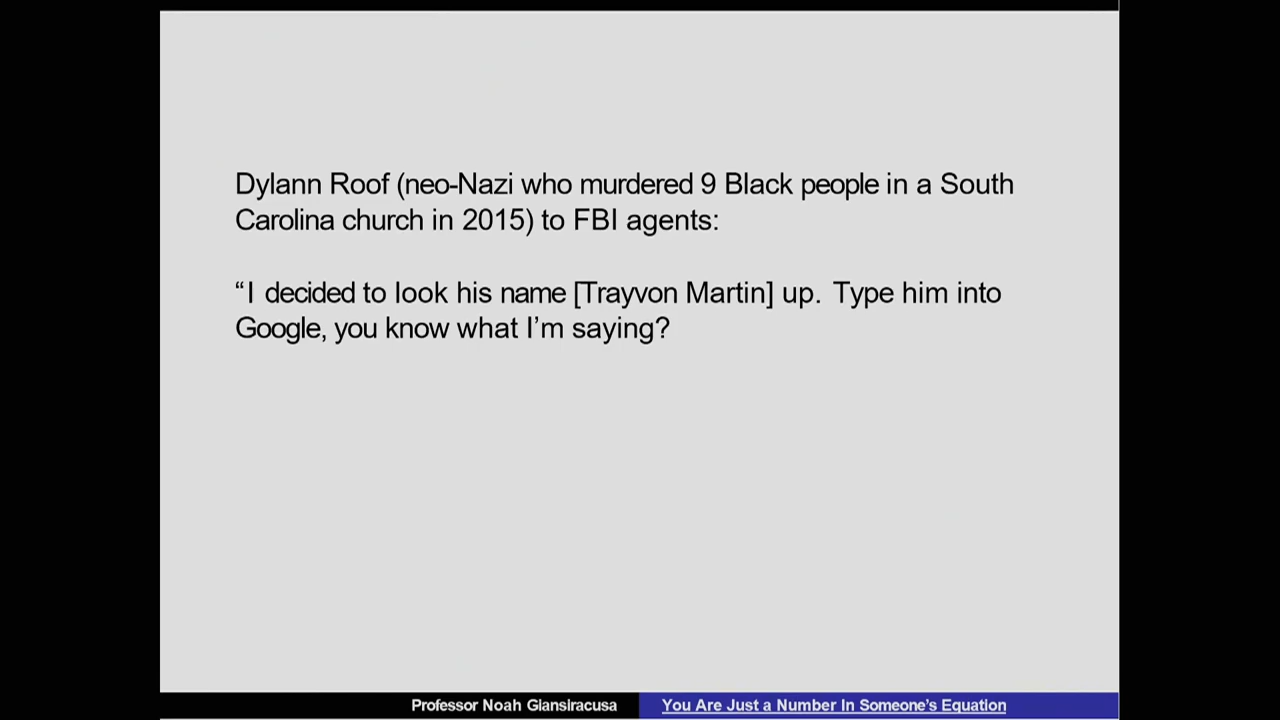 Dylann Roof (neo-Nazi who murdered 9 Black people in a South
Carolina church in 2015) to FBI agents:
“I decided to look his name [Trayvon Martin] up. Type him into
Google, you know what I’m saying?
Professor Noah Giansiracusa
You Are Just a Number In Someone’s Equation